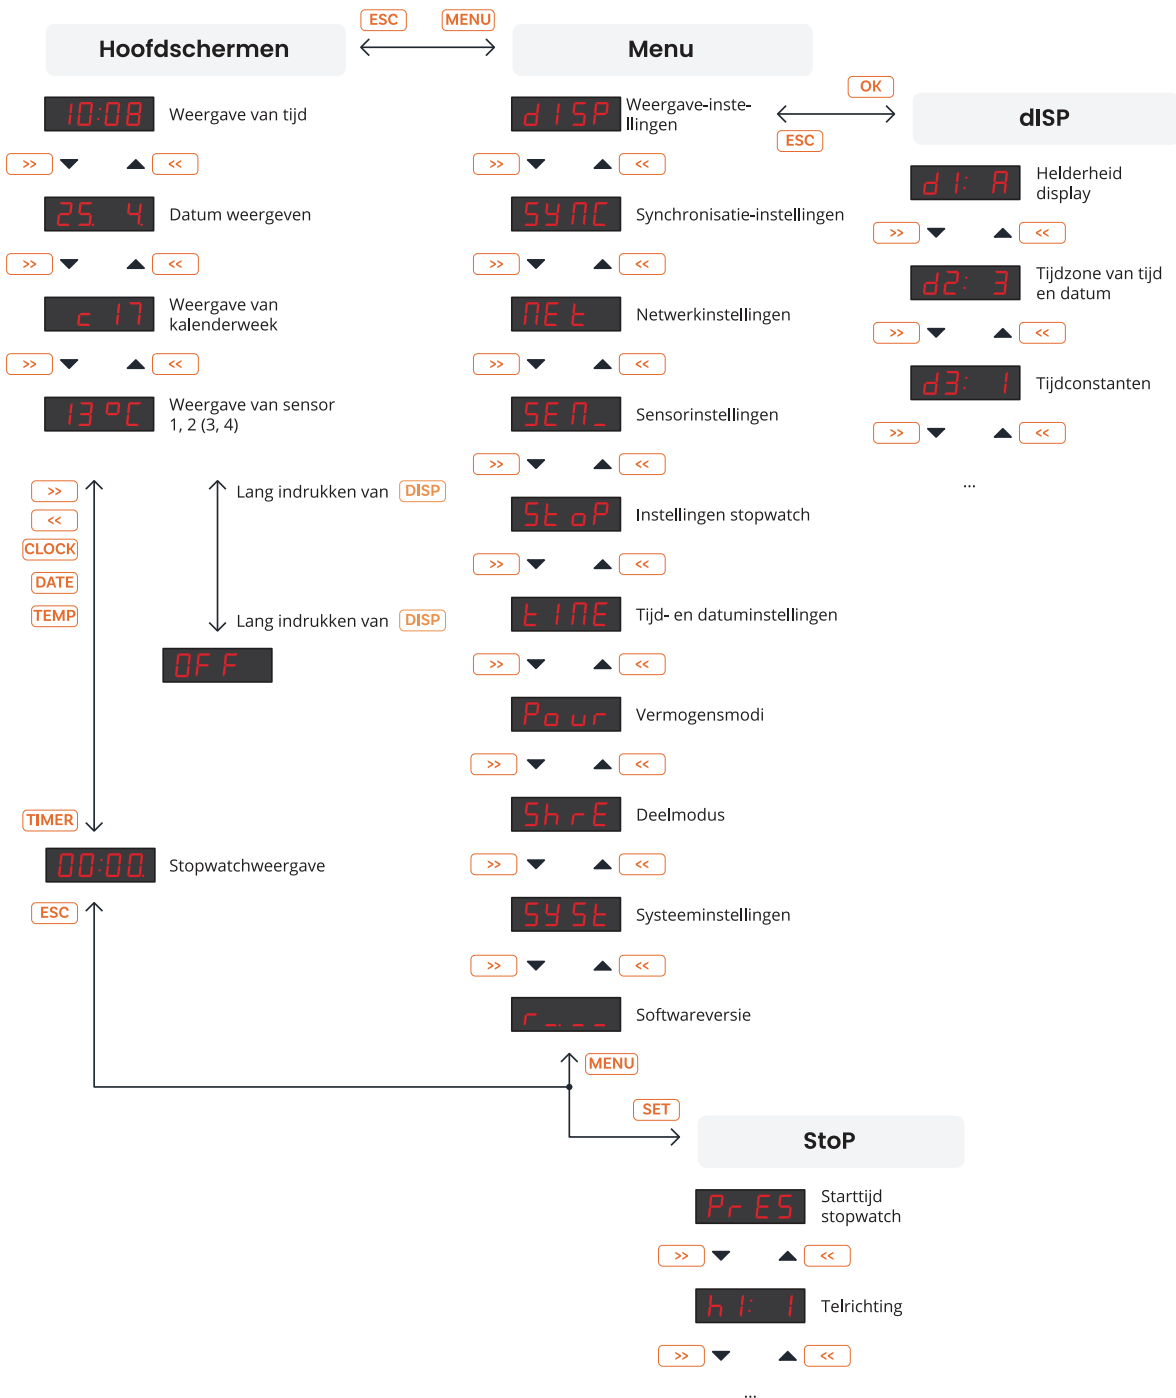 ESC MENU
Hoofdschermen
Menu
10:08 Weergave van tijd
>> <<
25. 4. Datum weergeven
>> <<
c 17 Weergave van
kalenderweek
>> <<
13 °C Weergave van sensor
1, 2 (3, 4)
>>
<<
CLOCK
DATE
TEMP
Lang indrukken van DISP
Lang indrukken van DISP
OFF
TIMER
00:00. Stopwatchweergave
ESC
dISP Weergave-inste-
llingen
>> <<
SYNC Synchronisatie-instellingen
>> <<
NEt Netwerkinstellingen
>> <<
SEN_ Sensorinstellingen
>> <<
StoP Instellingen stopwatch
>> <<
tINE Tijd- en datuminstellingen
>> <<
Pour Vermogensmodi
>> <<
ShrE Deelmodus
>> <<
SYSt Systeeminstellingen
>> <<
r_._ _ Softwareversie
MENU
SET
OK
ESC
dISP
d1: A Helderheid
display
>> <<
d2: 3 Tijdzone van tijd
en datum
>> <<
d3: 1 Tijdconstanten
>> <<
...
StoP
PrES Starttijd
stopwatch
>> <<
h1: 1 Telrichting
>> <<
...